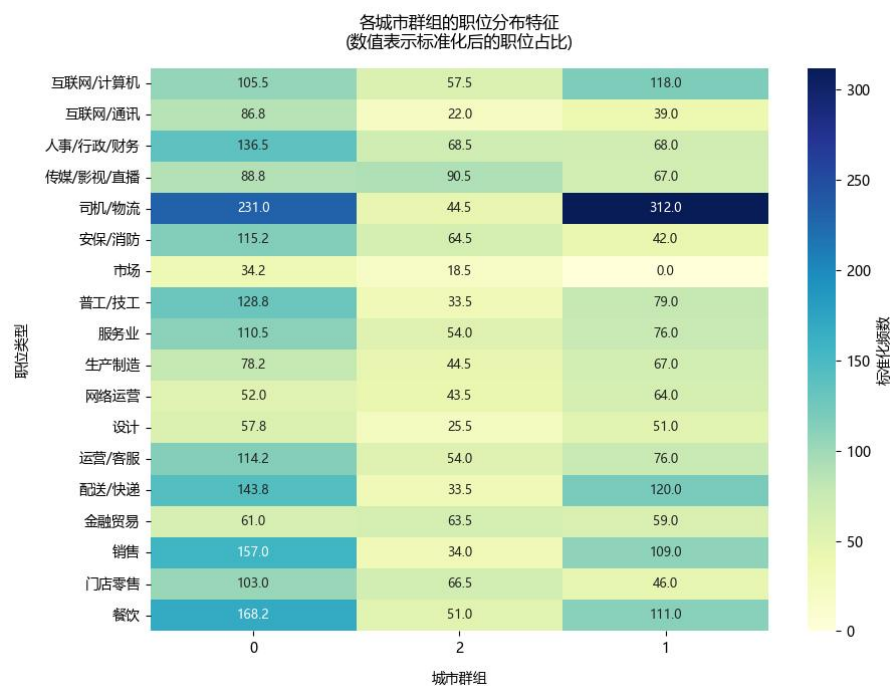 各城市群组的职位分布特征
(数值表示标准化后的职位占比)
互联网/计算机 105.5 57.5 118.0
互联网/通讯 86.8 22.0 39.0
人事/行政/财务 136.5 68.5 68.0
传媒/影视/直播 88.8 90.5 67.0
司机/物流 231.0 44.5 312.0
安保/消防 115.2 64.5 42.0
市场 34.2 18.5 0.0
普工/技工 128.8 33.5 79.0
服务业 110.5 54.0 76.0
生产制造 78.2 44.5 67.0
网络运营 52.0 43.5 64.0
设计 57.8 25.5 51.0
运营/客服 114.2 54.0 76.0
配送/快递 143.8 33.5 120.0
金融贸易 61.0 63.5 59.0
销售 157.0 34.0 109.0
门店零售 103.0 66.5 46.0
餐饮 168.2 51.0 111.0
0 2 1
城市群组
职位类型
300
250
200
150
100
50
0
标准化频数